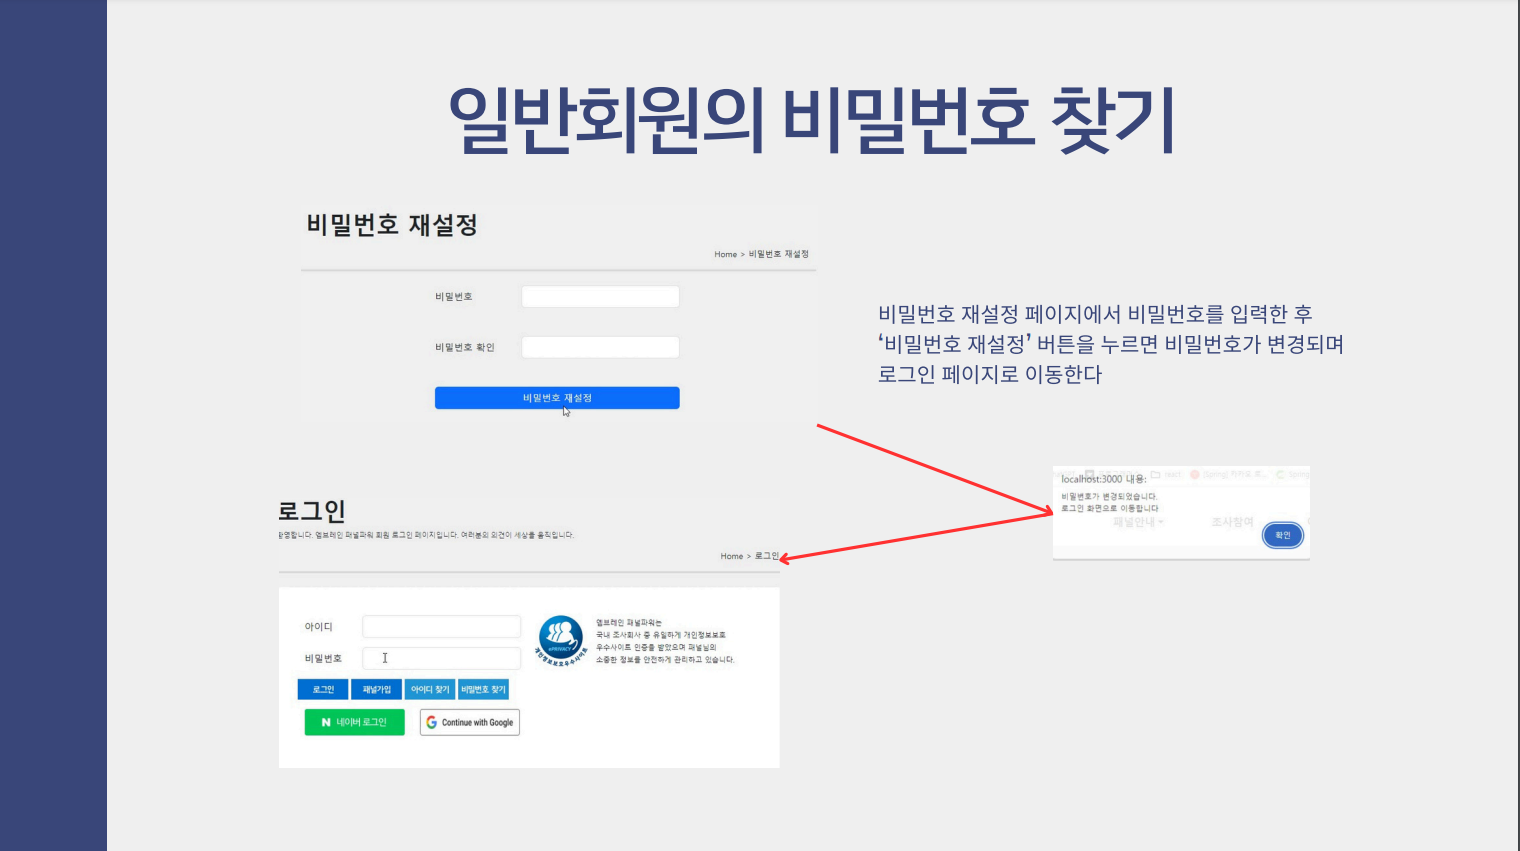 일반회원의 비밀번호 찾기
비밀번호 재설정
Home > 비밀번호 재설정
비밀번호
비밀번호 확인
비밀번호 재설정
비밀번호 재설정 페이지에서 비밀번호를 입력한 후
‘비밀번호 재설정’ 버튼을 누르면 비밀번호가 변경되며
로그인 페이지로 이동한다
react
localhost:3000 내용:
비밀번호가 변경되었습니다.
로그인 화면으로 이동합니다
패널안내
조사참여
확인
로그인
환영합니다. 엠브레인 패널파워 회원 로그인 페이지입니다. 여러분의 의견이 세상을 움직입니다.
Home > 로그인
아이디
비밀번호
로그인 패널가입 아이디 찾기 비밀번호 찾기
N 네이버 로그인
Continue with Google
ePRIVACY
개인정보보호우수사이트
엠브레인 패널파워는
국내 조사회사 중 유일하게 개인정보보호
우수사이트 인증을 받았으며 패널님의
소중한 정보를 안전하게 관리하고 있습니다.